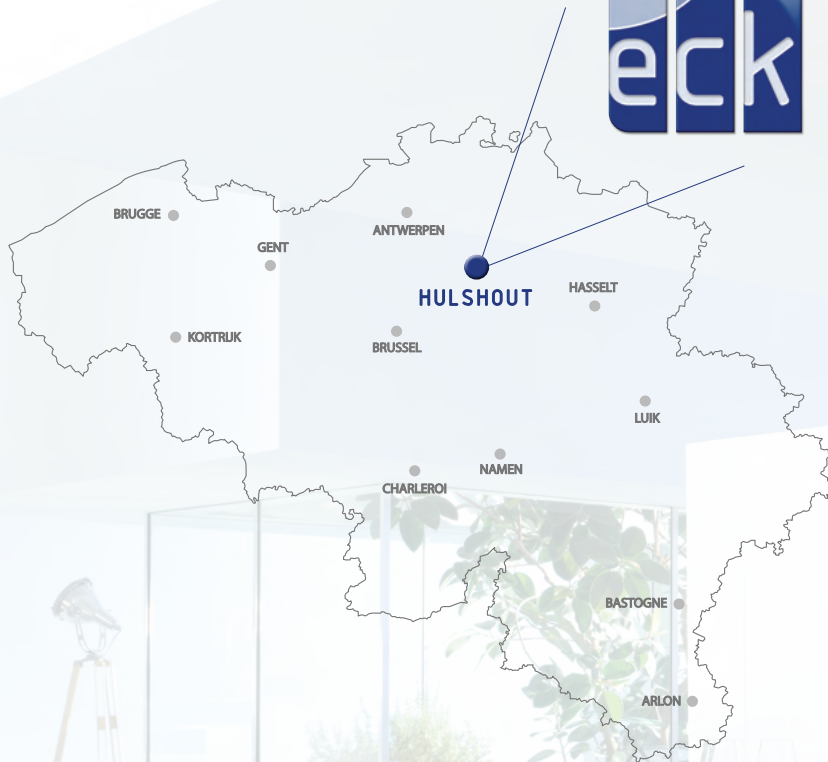 eck
BRUGGE
ANTWERPEN
GENT
HULSHOUT
HASSELT
KORTRIJK
BRUSSEL
LUIK
NAMEN
CHARLEROI
BASTOGNE
ARLON